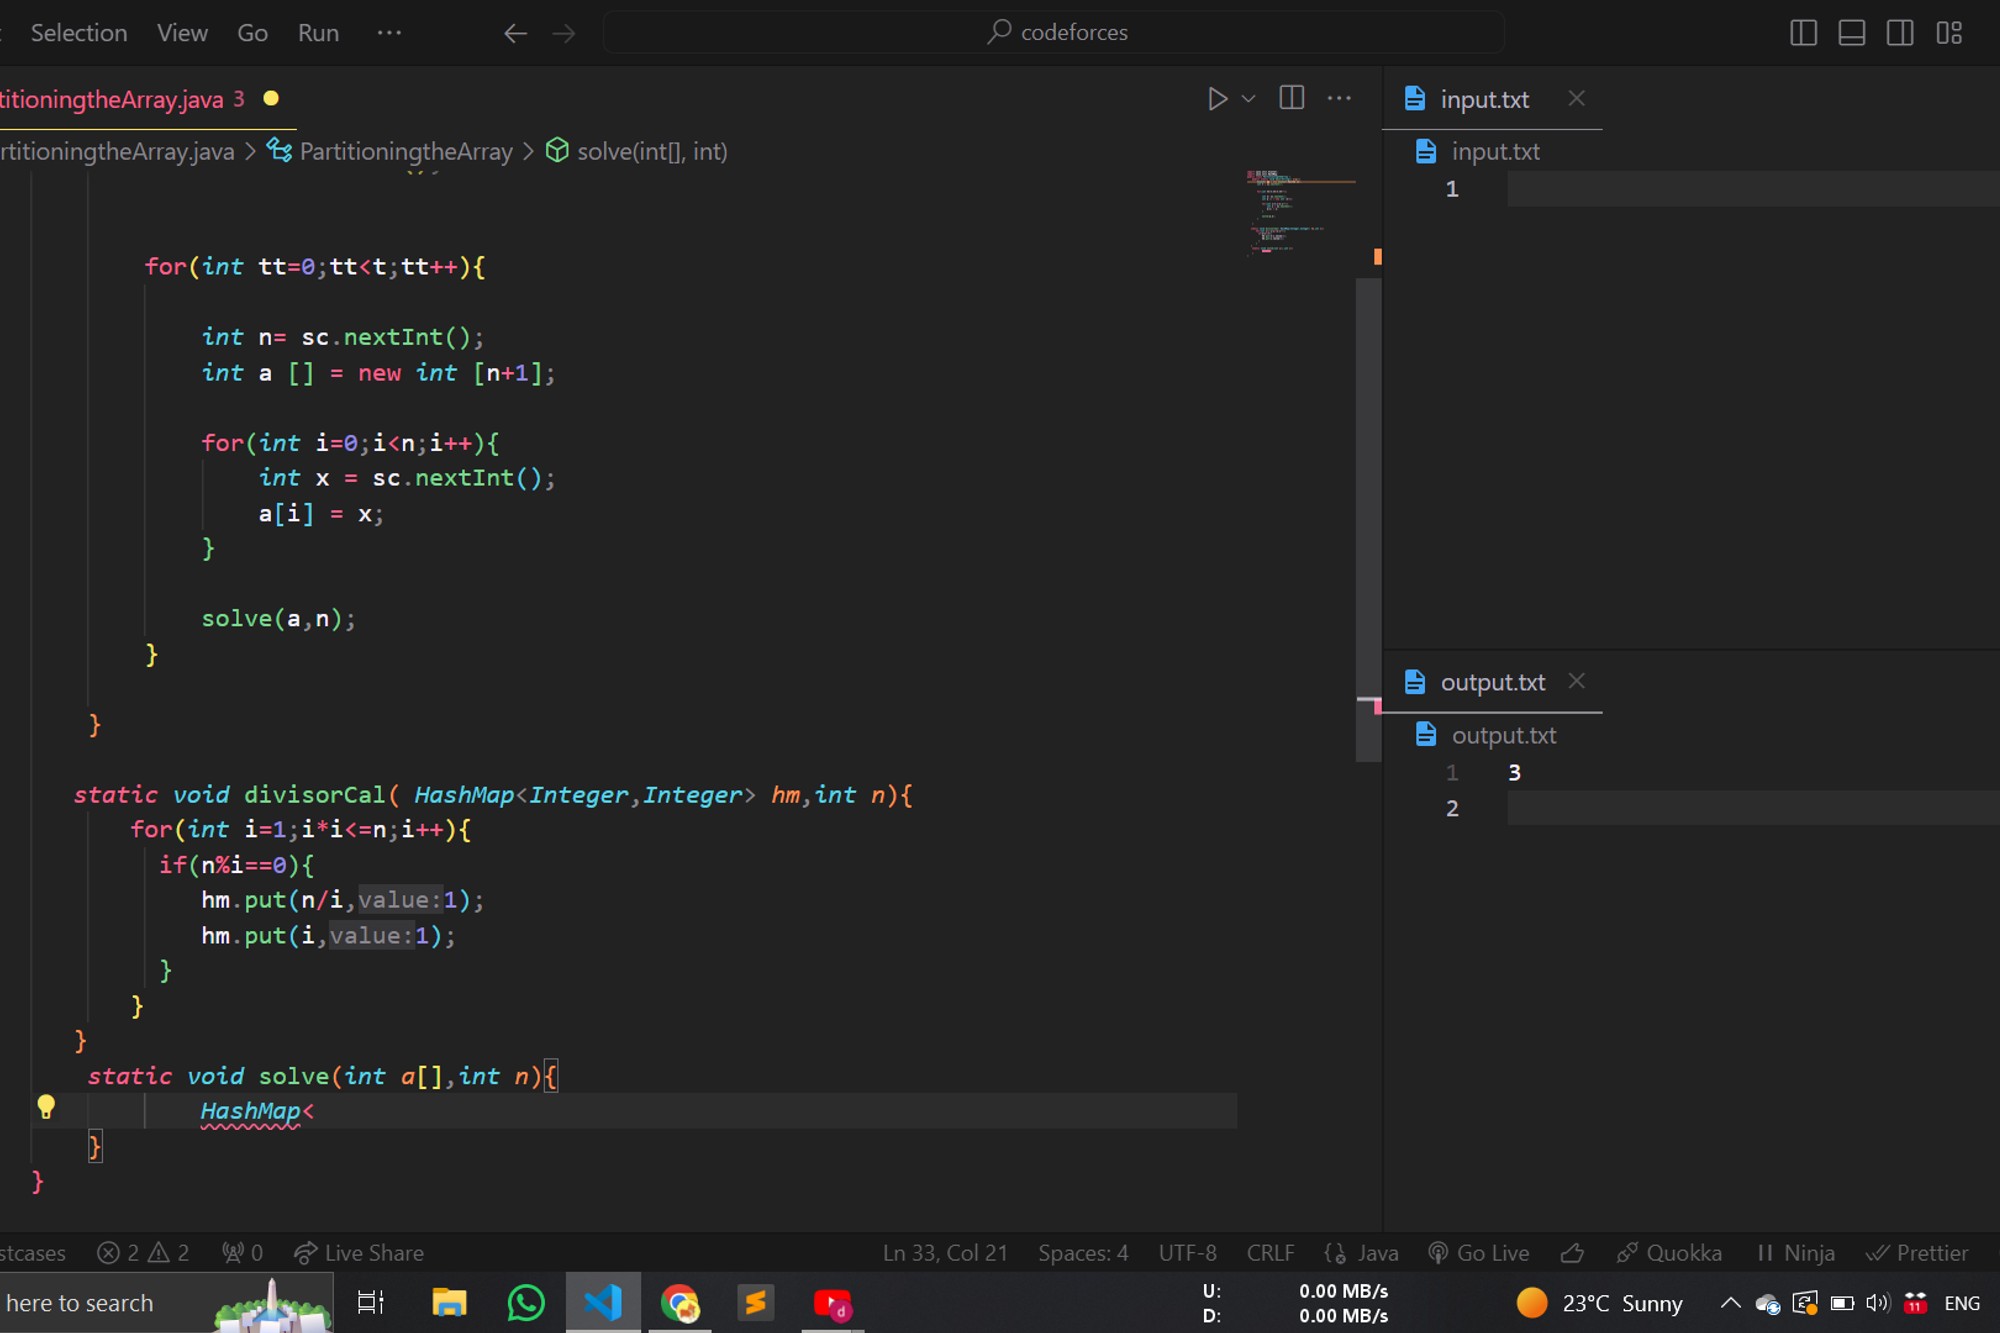 Selection View Go Run ··· codeforces
titioningtheArray.java 3
input.txt
rtitioningtheArray.java > PartitioningtheArray > solve(int[], int)
input.txt
1
for(int tt=0;tt<t;tt++){
int n= sc.nextInt();
int a [] = new int [n+1];
for(int i=0;i<n;i++){
int x = sc.nextInt();
a[i] = x;
}
solve(a,n);
}
}
static void divisorCal( HashMap<Integer,Integer> hm,int n){
for(int i=1;i*i<=n;i++){
if(n%i==0){
hm.put(n/i,value:1);
hm.put(i,value:1);
}
}
}
static void solve(int a[],int n){
HashMap<
}
}
output.txt
output.txt
1 3
2
stcases 2 2 0 Live Share Ln 33, Col 21 Spaces: 4 UTF-8 CRLF {} Java Go Live Quokka Ninja Prettier
here to search
U: 0.00 MB/s
D: 0.00 MB/s
23°C Sunny 11 ENG